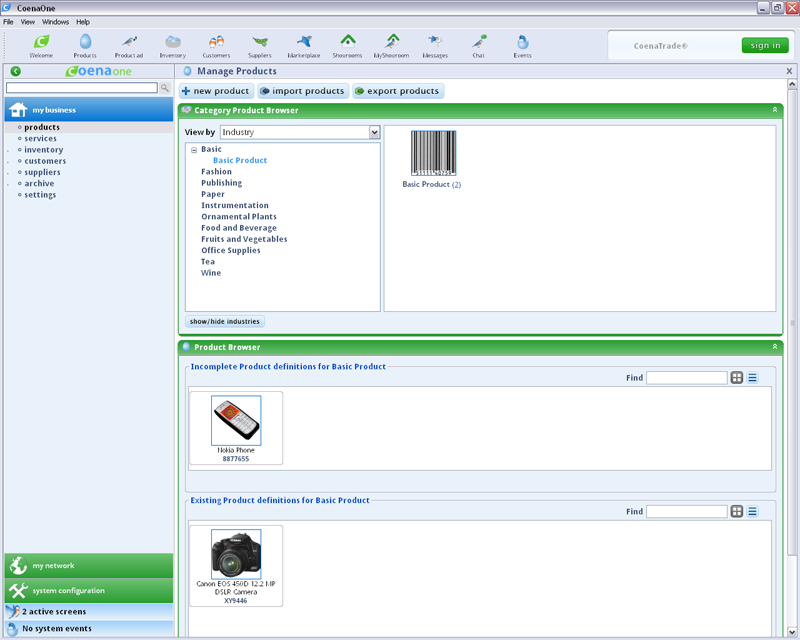 CoenaOne
File View Windows Help
Welcome Products Product ad Inventory Customers Suppliers Marketplace Showrooms MyShowroom Messages Chat Events
CoenaTrade® sign in
Coenaone
Manage Products x
new product import products export products
my business
products
services
inventory
customers
suppliers
archive
settings
Category Product Browser
View by Industry
Basic
Basic Product
Fashion
Publishing
Paper
Instrumentation
Ornamental Plants
Food and Beverage
Fruits and Vegetables
Office Supplies
Tea
Wine
Basic Product (2)
show/hide industries
Product Browser
Incomplete Product definitions for Basic Product
Find
Nokia Phone
8877655
Existing Product definitions for Basic Product
Find
Canon EOS 450D 12.2 MP
DSLR Camera
XY9446
my network
system configuration
2 active screens
No system events